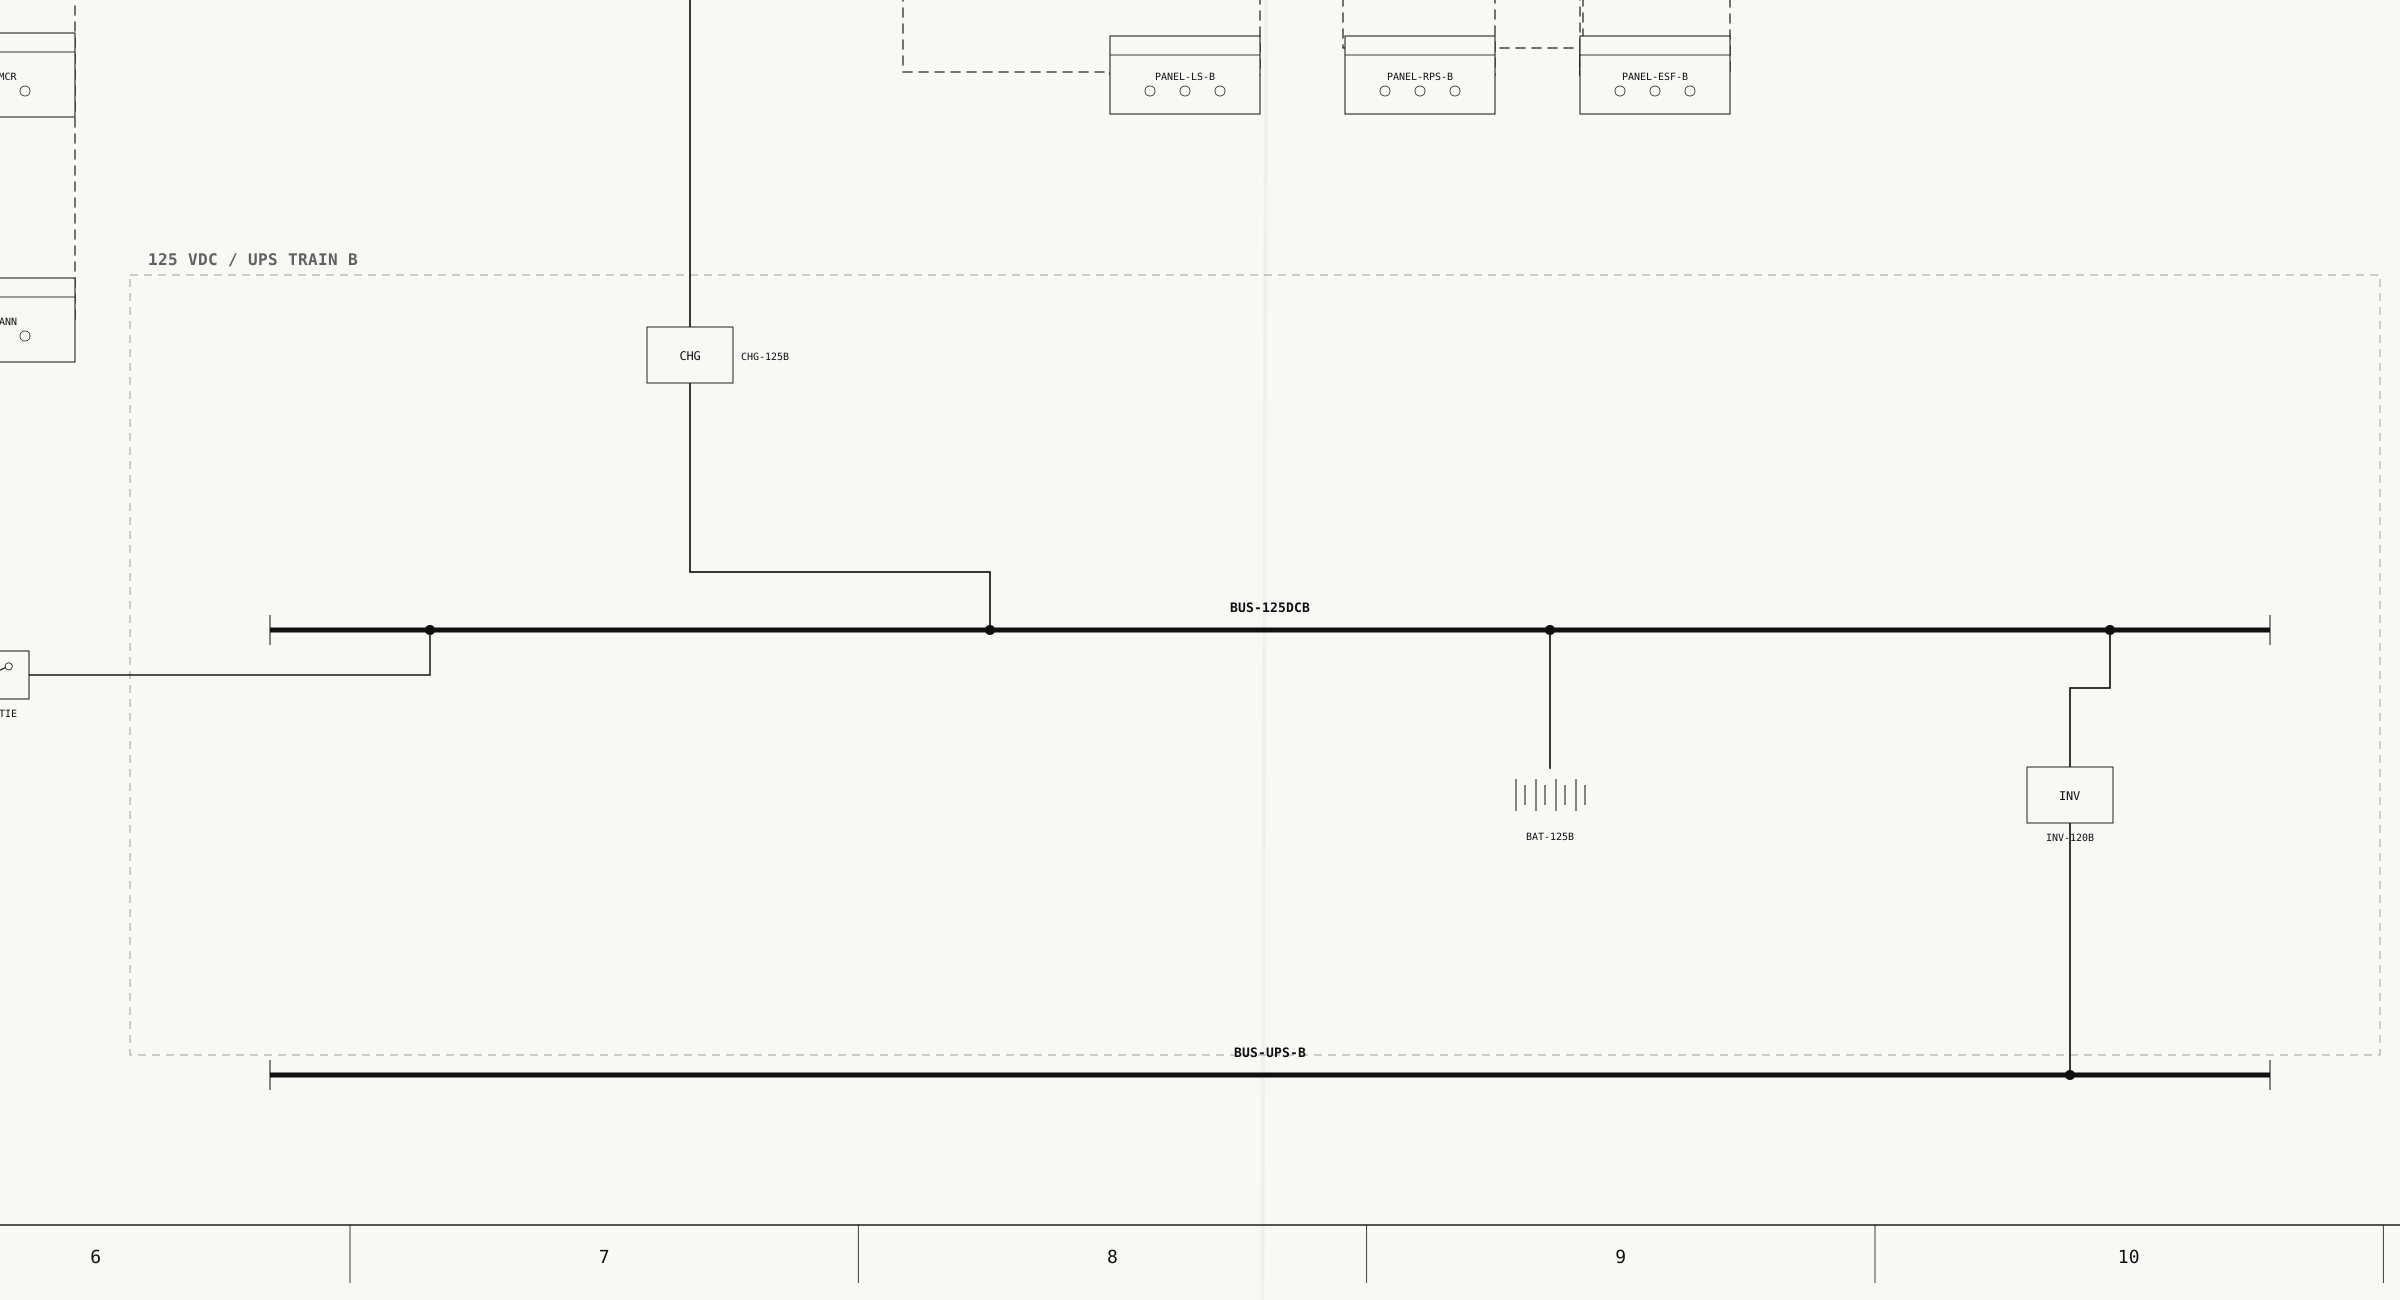 MCR
PANEL-LS-B
PANEL-RPS-B
PANEL-ESF-B
125 VDC / UPS TRAIN B
ANN
CHG
CHG-125B
BUS-125DCB
TIE
INV
BAT-125B
INV-120B
BUS-UPS-B
6
7
8
9
10